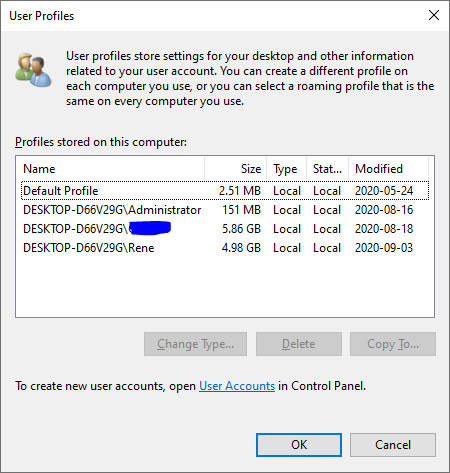 User Profiles
User profiles store settings for your desktop and other information
related to your user account. You can create a different profile on
each computer you use, or you can select a roaming profile that is the
same on every computer you use.
Profiles stored on this computer:
Name Size Type Stat... Modified
Default Profile 2.51 MB Local Local 2020-05-24
DESKTOP-D66V29G\Administrator 151 MB Local Local 2020-08-16
DESKTOP-D66V29G\ 5.86 GB Local Local 2020-08-18
DESKTOP-D66V29G\Rene 4.98 GB Local Local 2020-09-03
Change Type... Delete Copy To...
To create new user accounts, open User Accounts in Control Panel.
OK Cancel